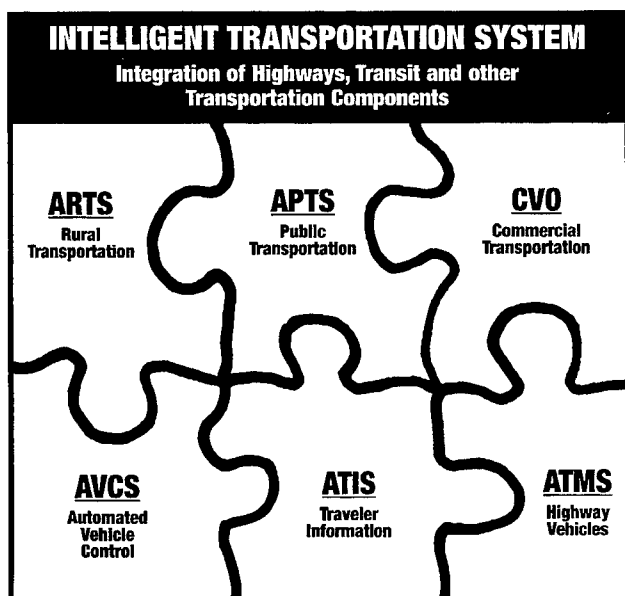 INTELLIGENT TRANSPORTATION SYSTEM
Integration of Highways, Transit and other
Transportation Components
ARTS
Rural
Transportation
APTS
Public
Transportation
CVO
Commercial
Transportation
AVCS
Automated
Vehicle
Control
ATIS
Traveler
Information
ATMS
Highway
Vehicles